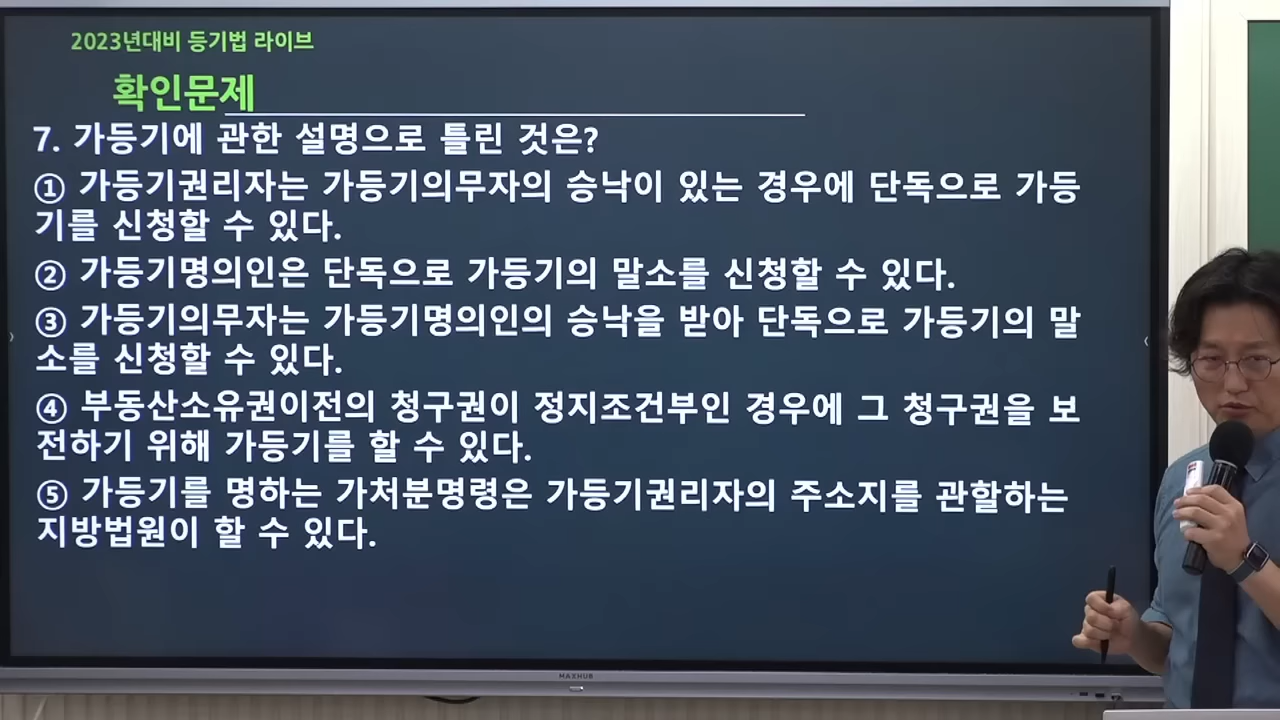 2023년대비 등기법 라이브
확인문제
7. 가등기에 관한 설명으로 틀린 것은?
① 가등기권리자는 가등기의무자의 승낙이 있는 경우에 단독으로 가등
기를 신청할 수 있다.
② 가등기명의인은 단독으로 가등기의 말소를 신청할 수 있다.
③ 가등기의무자는 가등기명의인의 승낙을 받아 단독으로 가등기의 말
소를 신청할 수 있다.
④ 부동산소유권이전의 청구권이 정지조건부인 경우에 그 청구권을 보
전하기 위해 가등기를 할 수 있다.
⑤ 가등기를 명하는 가처분명령은 가등기권리자의 주소지를 관할하는
지방법원이 할 수 있다.
MAXHUB